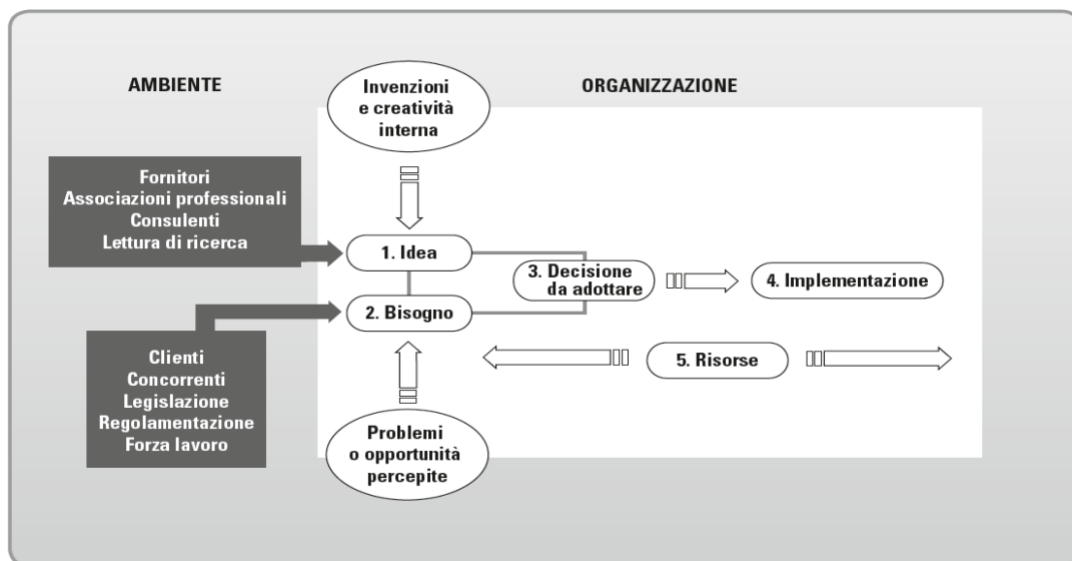 AMBIENTE
Invenzioni
e creatività
interna
ORGANIZZAZIONE
Fornitori
Associazioni professionali
Consulenti
Lettura di ricerca
1. Idea
2. Bisogno
3. Decisione
da adottare
4. Implementazione
5. Risorse
Clienti
Concorrenti
Legislazione
Regolamentazione
Forza lavoro
Problemi
o opportunità
percepite